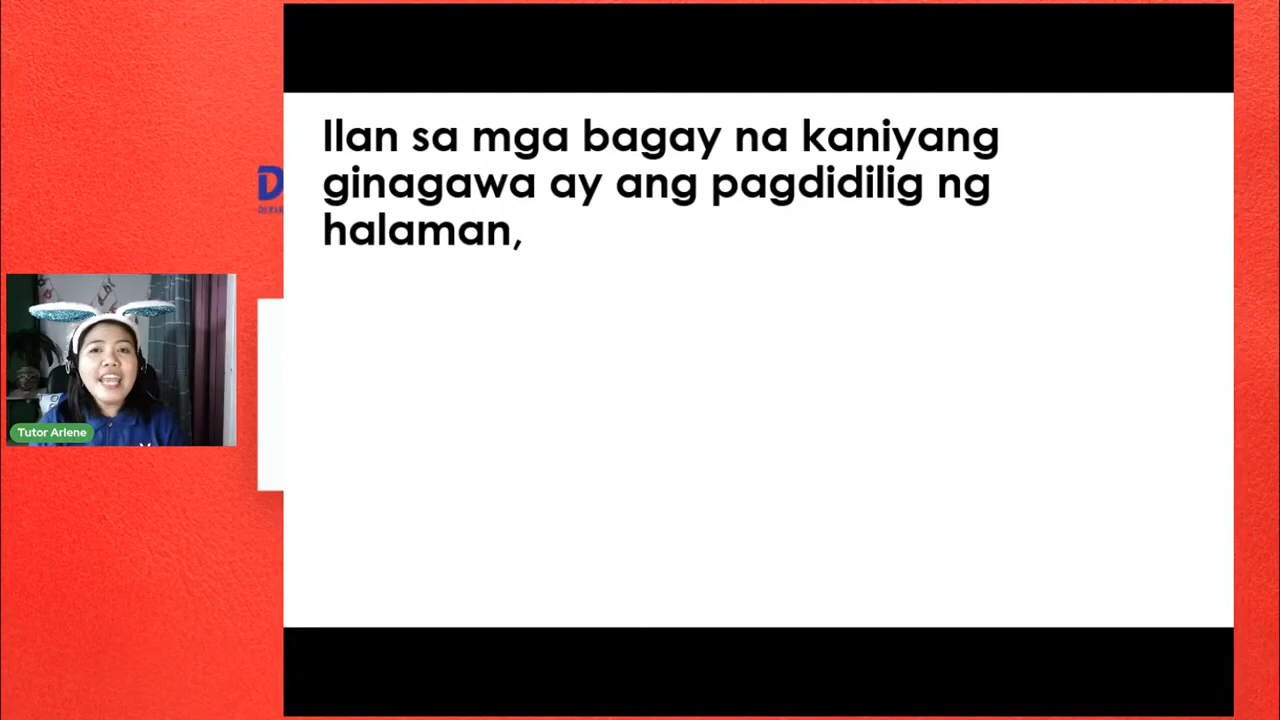 Ilan sa mga bagay na kaniyang
ginagawa ay ang pagdidilig ng
halaman,
Tutor Arlene